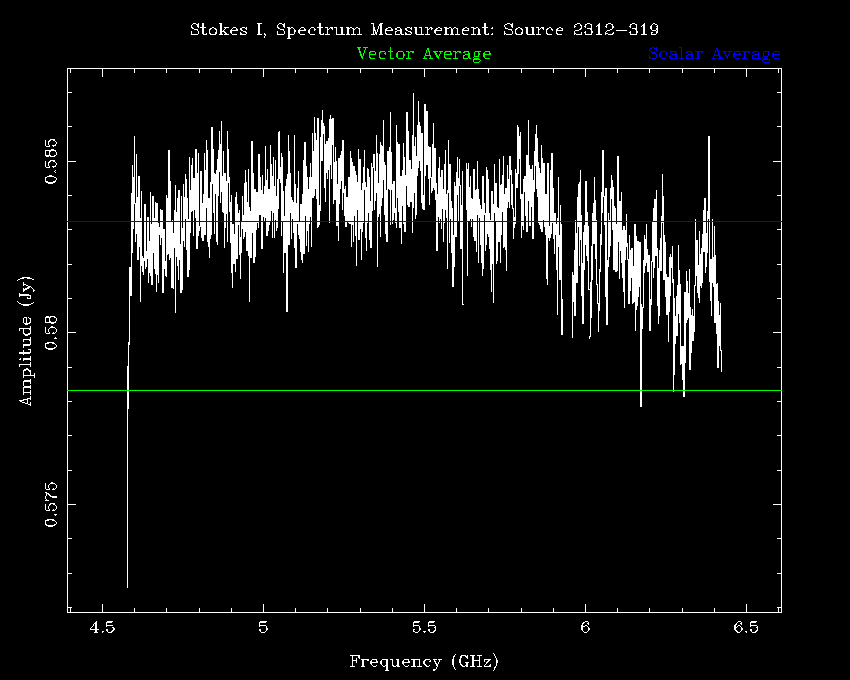 Stokes I, Spectrum Measurement: Source 2312-319
Vector Average
Scalar Average
0.585
0.58
0.575
Amplitude (Jy)
4.5 5 5.5 6 6.5
Frequency (GHz)